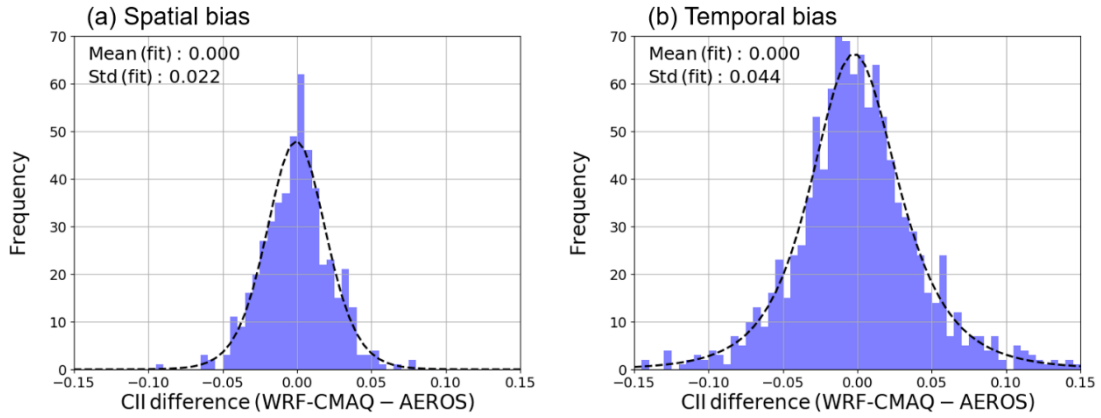 (a) Spatial bias
Mean (fit) : 0.000
Std (fit) : 0.022
Frequency
70
60
50
40
30
20
10
0
−0.15 −0.10 −0.05 0.00 0.05 0.10 0.15
CII difference (WRF-CMAQ − AEROS)
(b) Temporal bias
Mean (fit) : 0.000
Std (fit) : 0.044
Frequency
70
60
50
40
30
20
10
0
−0.15 −0.10 −0.05 0.00 0.05 0.10 0.15
CII difference (WRF-CMAQ − AEROS)